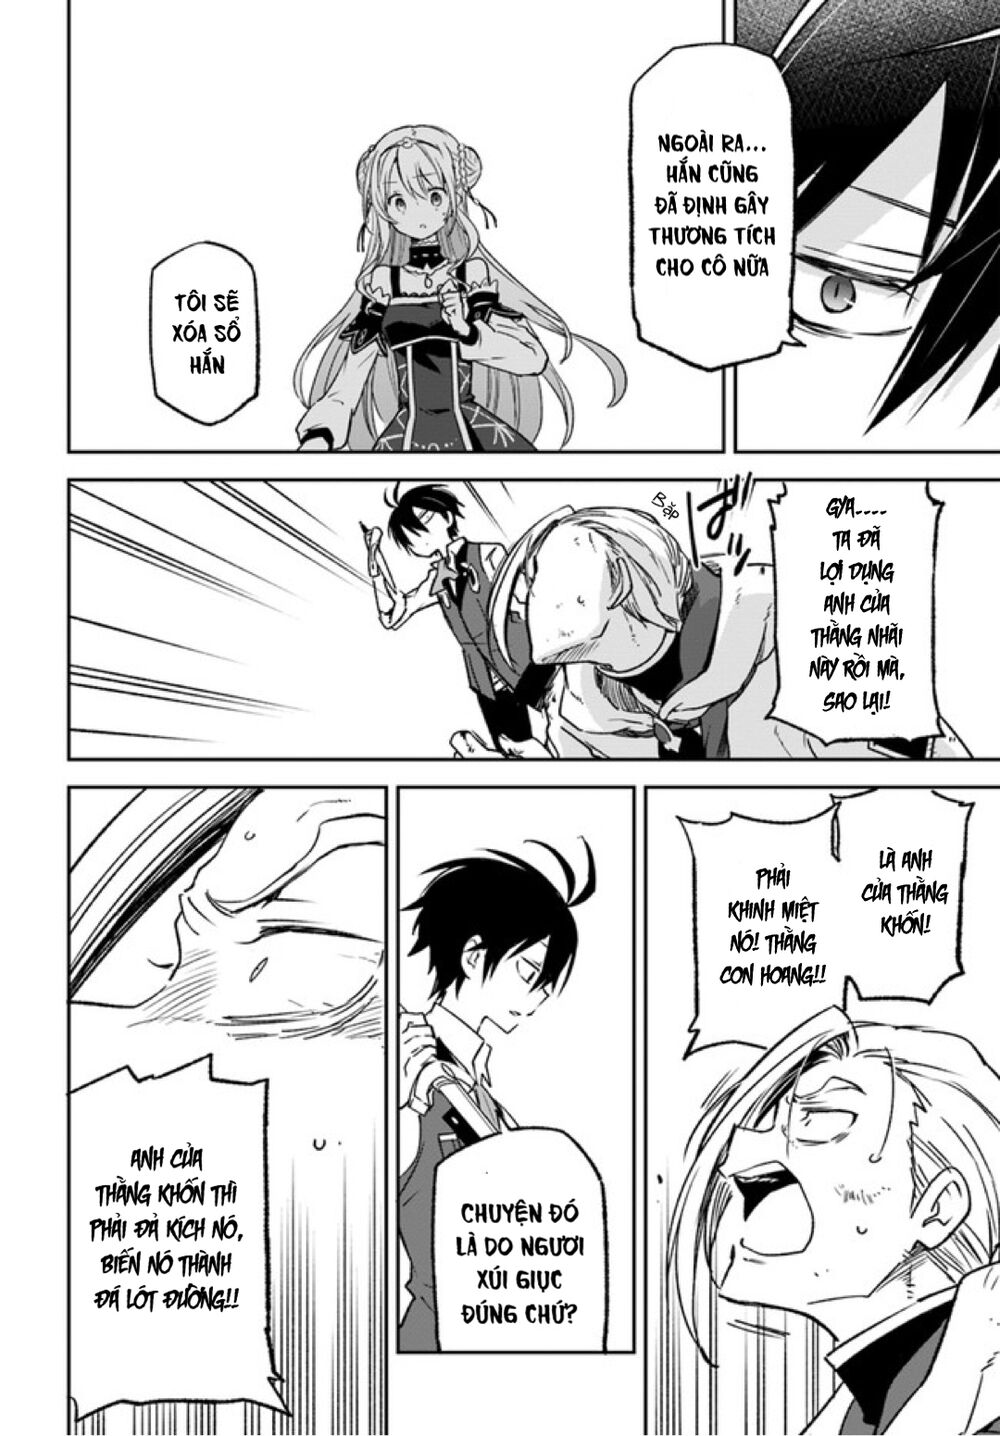 NGOÀI RA...
HẮN CŨNG
ĐÃ ĐỊNH GÂY
THƯƠNG TÍCH
CHO CÔ NỮA
TÔI SẼ
XÓA SỔ
HẮN
GYA....
TA ĐÃ
LỢI DỤNG
ANH CỦA
THẰNG NHÃI
NÀY RỒI MÀ,
SAO LẠI!
Bặp
LÀ ANH
CỦA THẰNG
KHỐN!
PHẢI
KHINH MIỆT
NÓ! THẰNG
CON HOANG!!
CHUYỆN ĐÓ
LÀ DO NGƯƠI
XÚI GIỤC
ĐÚNG CHỨ?
ANH CỦA
THẰNG KHỐN THÌ
PHẢI ĐẢ KÍCH NÓ,
BIẾN NÓ THÀNH
ĐÁ LÓT ĐƯỜNG!!